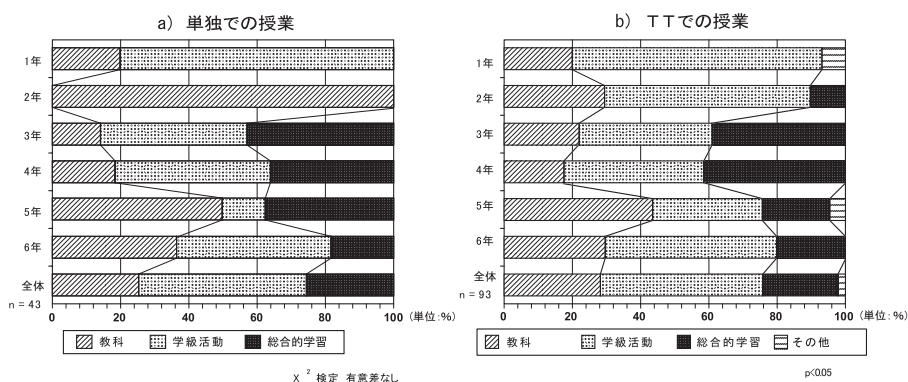 a) 単独での授業
1年
2年
3年
4年
5年
6年
全体
n = 43
0 20 40 60 80 100 (単位:%)
教科 学級活動 総合的学習
X 2 検定 有意差なし
b) TTでの授業
1年
2年
3年
4年
5年
6年
全体
n = 93
0 20 40 60 80 100 (単位:%)
教科 学級活動 総合的学習 その他
p<0.05